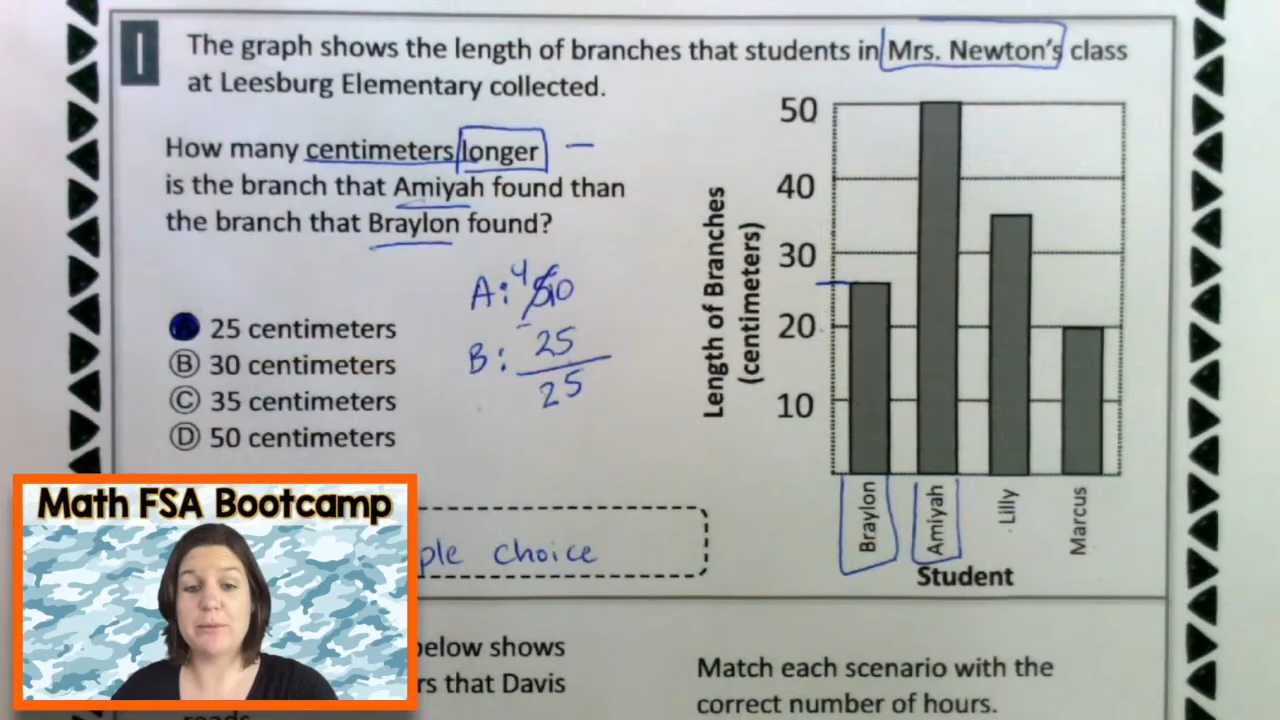 1 The graph shows the length of branches that students in Mrs. Newton's class
at Leesburg Elementary collected.
How many centimeters longer
is the branch that Amiyah found than
the branch that Braylon found?
A 25 centimeters
B 30 centimeters
C 35 centimeters
D 50 centimeters
A: 4 50
B: - 25
25
Length of Branches
(centimeters)
50
40
30
20
10
Braylon
Amiyah
Lilly
Marcus
Student
choice
Math FSA Bootcamp
below shows
that Davis
reads
Match each scenario with the
correct number of hours.